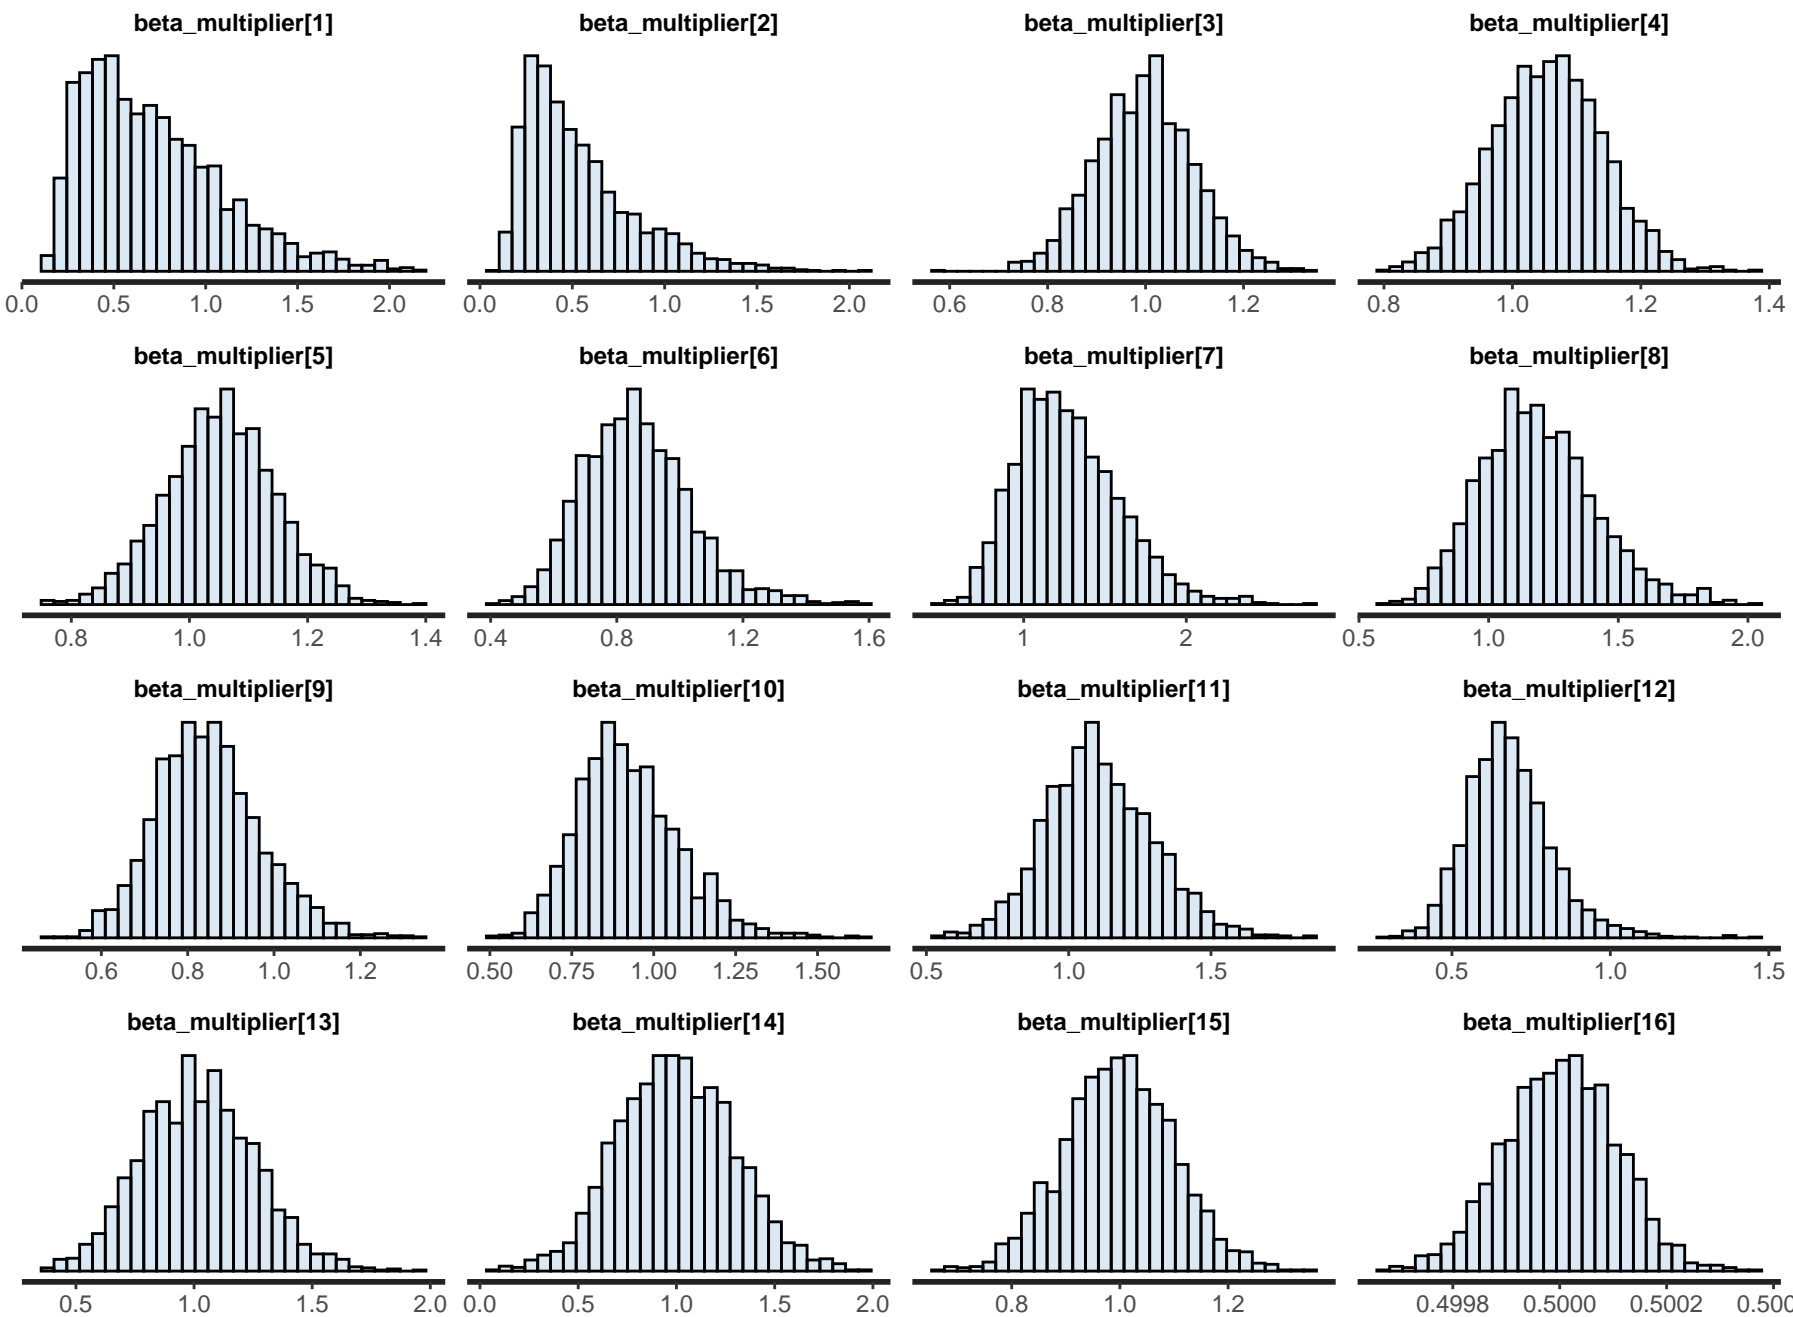 beta_multiplier[1] beta_multiplier[2] beta_multiplier[3] beta_multiplier[4]
0.0 0.5 1.0 1.5 2.0 0.0 0.5 1.0 1.5 2.0 0.6 0.8 1.0 1.2 0.8 1.0 1.2 1.4
beta_multiplier[5] beta_multiplier[6] beta_multiplier[7] beta_multiplier[8]
0.8 1.0 1.2 1.4 0.4 0.8 1.2 1.6 1 2 0.5 1.0 1.5 2.0
beta_multiplier[9] beta_multiplier[10] beta_multiplier[11] beta_multiplier[12]
0.6 0.8 1.0 1.2 0.50 0.75 1.00 1.25 1.50 0.5 1.0 1.5 0.5 1.0 1.5
beta_multiplier[13] beta_multiplier[14] beta_multiplier[15] beta_multiplier[16]
0.5 1.0 1.5 2.0 0.0 0.5 1.0 1.5 2.0 0.8 1.0 1.2 0.4998 0.5000 0.5002